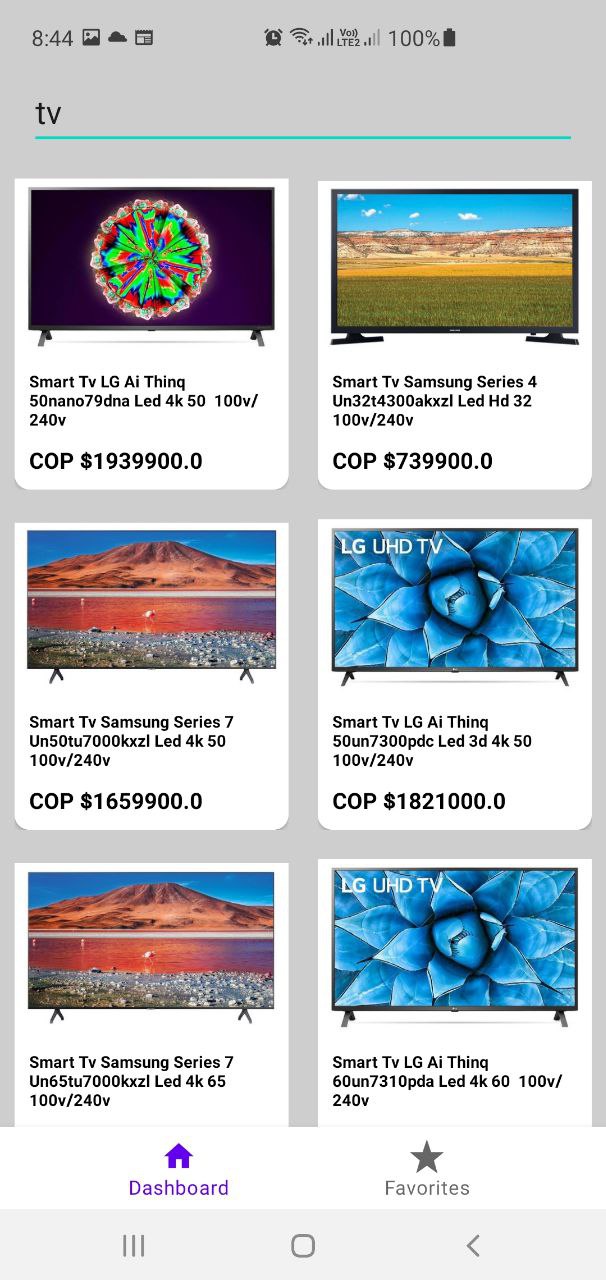 8:44 Vo)) LTE2 100%
tv
Smart Tv LG Ai Thinq
50nano79dna Led 4k 50  100v/
240v
COP $1939900.0
Smart Tv Samsung Series 4
Un32t4300akxzl Led Hd 32
100v/240v
COP $739900.0
Smart Tv Samsung Series 7
Un50tu7000kxzl Led 4k 50
100v/240v
COP $1659900.0
LG UHD TV
Smart Tv LG Ai Thinq
50un7300pdc Led 3d 4k 50
100v/240v
COP $1821000.0
Smart Tv Samsung Series 7
Un65tu7000kxzl Led 4k 65
100v/240v
LG UHD TV
Smart Tv LG Ai Thinq
60un7310pda Led 4k 60  100v/
240v
Dashboard
Favorites